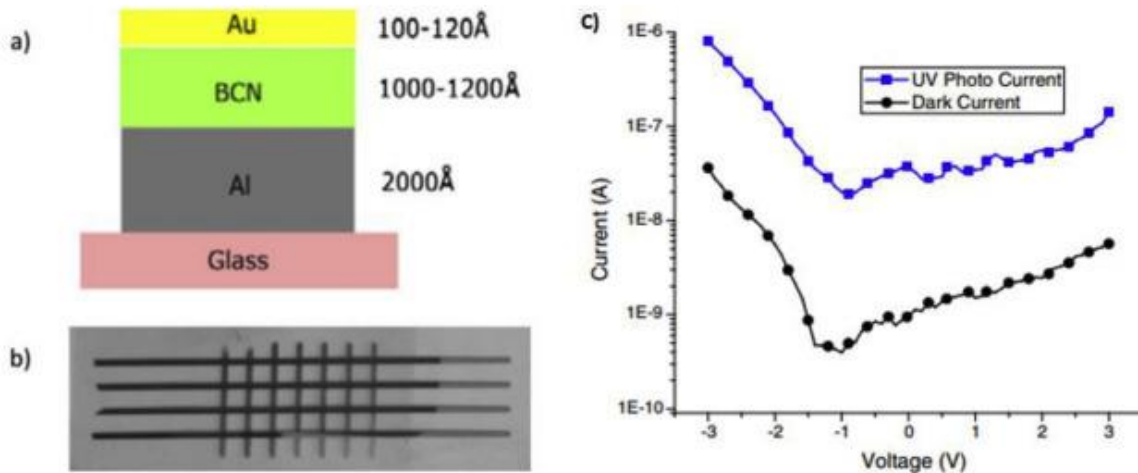 a)
Au
100-120Å
BCN
1000-1200Å
Al
2000Å
Glass
b)
c)
1E-6
1E-7
1E-8
1E-9
1E-10
Current (A)
UV Photo Current
Dark Current
-3
-2
-1
0
1
2
3
Voltage (V)